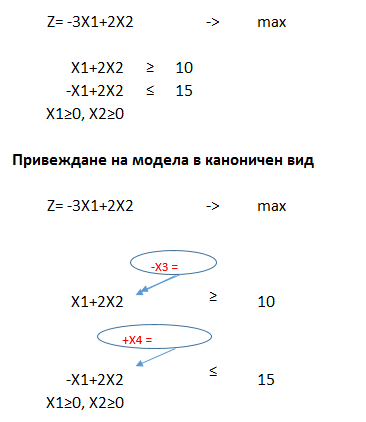 Z= -3X1+2X2 -> max
X1+2X2 ≥ 10
-X1+2X2 ≤ 15
X1≥0, X2≥0
Привеждане на модела в каноничен вид
Z= -3X1+2X2 -> max
-X3 =
X1+2X2 ≥ 10
+X4 =
-X1+2X2 ≤ 15
X1≥0, X2≥0